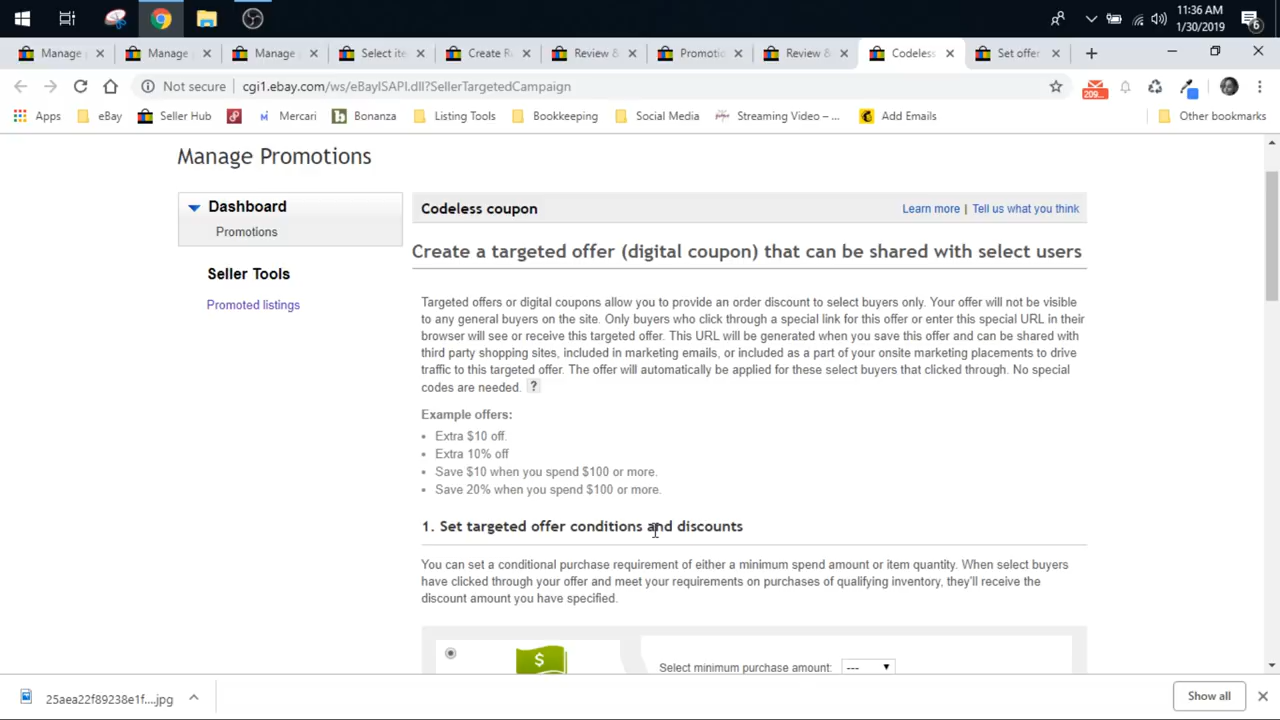 11:36 AM
1/30/2019
6
Manage
Manage
Manage
Select ite
Create R
Review &
Promotio
Review &
Codeless
Set offer
Not secure
cgi1.ebay.com/ws/eBayISAPI.dll?SellerTargetedCampaign
209...
Apps
eBay
Seller Hub
Mercari
Bonanza
Listing Tools
Bookkeeping
Social Media
Streaming Video – ...
Add Emails
Other bookmarks
Manage Promotions
Dashboard
Promotions
Seller Tools
Promoted listings
Codeless coupon
Learn more | Tell us what you think
Create a targeted offer (digital coupon) that can be shared with select users
Targeted offers or digital coupons allow you to provide an order discount to select buyers only. Your offer will not be visible
to any general buyers on the site. Only buyers who click through a special link for this offer or enter this special URL in their
browser will see or receive this targeted offer. This URL will be generated when you save this offer and can be shared with
third party shopping sites, included in marketing emails, or included as a part of your onsite marketing placements to drive
traffic to this targeted offer. The offer will automatically be applied for these select buyers that clicked through. No special
codes are needed. ?
Example offers:
• Extra $10 off.
• Extra 10% off
• Save $10 when you spend $100 or more.
• Save 20% when you spend $100 or more.
1. Set targeted offer conditions and discounts
You can set a conditional purchase requirement of either a minimum spend amount or item quantity. When select buyers
have clicked through your offer and meet your requirements on purchases of qualifying inventory, they'll receive the
discount amount you have specified.
$
Select minimum purchase amount: ---
25aea22f89238e1f....jpg
Show all